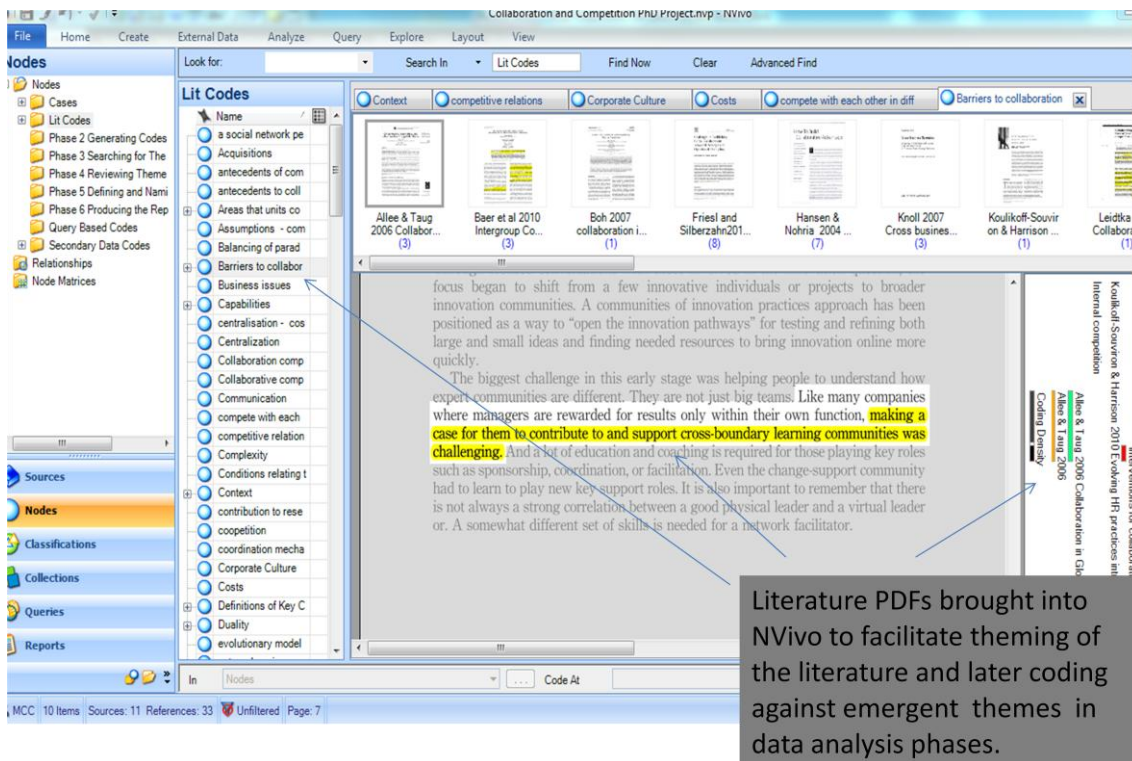 Collaboration and Competition PhD Project.nvp - NVivo
File Home Create External Data Analyze Query Explore Layout View
Nodes
Look for: Search In Lit Codes Find Now Clear Advanced Find
Nodes
Cases
Lit Codes
Phase 2 Generating Codes
Phase 3 Searching for The
Phase 4 Reviewing Theme
Phase 5 Defining and Nami
Phase 6 Producing the Rep
Query Based Codes
Secondary Data Codes
Relationships
Node Matrices
Sources
Nodes
Classifications
Collections
Queries
Reports
Lit Codes
Name
a social network pe
Acquisitions
antecedents of com
antecedents to coll
Areas that units co
Assumptions - com
Balancing of parad
Barriers to collabor
Business issues
Capabilities
centralisation - cos
Centralization
Collaboration comp
Collaborative comp
Communication
compete with each
competitive relation
Complexity
Conditions relating t
Context
contribution to rese
coopetition
coordination mecha
Corporate Culture
Costs
Definitions of Key C
Duality
evolutionary model
Context competitive relations Corporate Culture Costs compete with each other in diff Barriers to collaboration
Allee & Taug
2006 Collabor...
(3)
Baer et al 2010
Intergroup Co...
(3)
Boh 2007
collaboration i...
(1)
Friesl and
Silberzahn201...
(8)
Hansen &
Nohria 2004 ...
(7)
Knoll 2007
Cross busines...
(3)
Koulikoff-Souvir
on & Harrison ...
(1)
Leidtka
Collabora
(1)
focus began to shift from a few innovative individuals or projects to broader
innovation communities. A communities of innovation practices approach has been
positioned as a way to “open the innovation pathways” for testing and refining both
large and small ideas and finding needed resources to bring innovation online more
quickly.
The biggest challenge in this early stage was helping people to understand how
expert communities are different. They are not just big teams. Like many companies
where managers are rewarded for results only within their own function, making a
case for them to contribute to and support cross-boundary learning communities was
challenging. And a lot of education and coaching is required for those playing key roles
such as sponsorship, coordination, or facilitation. Even the change-support community
had to learn to play new key support roles. It is also important to remember that there
is not always a strong correlation between a good physical leader and a virtual leader
or. A somewhat different set of skills is needed for a network facilitator.
Koulikoff-Souviron & Harrison 2010 Evolving HR practices int
Internal competition
Allee & Taug 2006 Collaboration in Glo
Allee & Taug 2006
Coding Density
In Nodes ... Code At
MCC 10 Items Sources: 11 References: 33 Unfiltered Page: 7
Literature PDFs brought into
NVivo to facilitate theming of
the literature and later coding
against emergent themes in
data analysis phases.